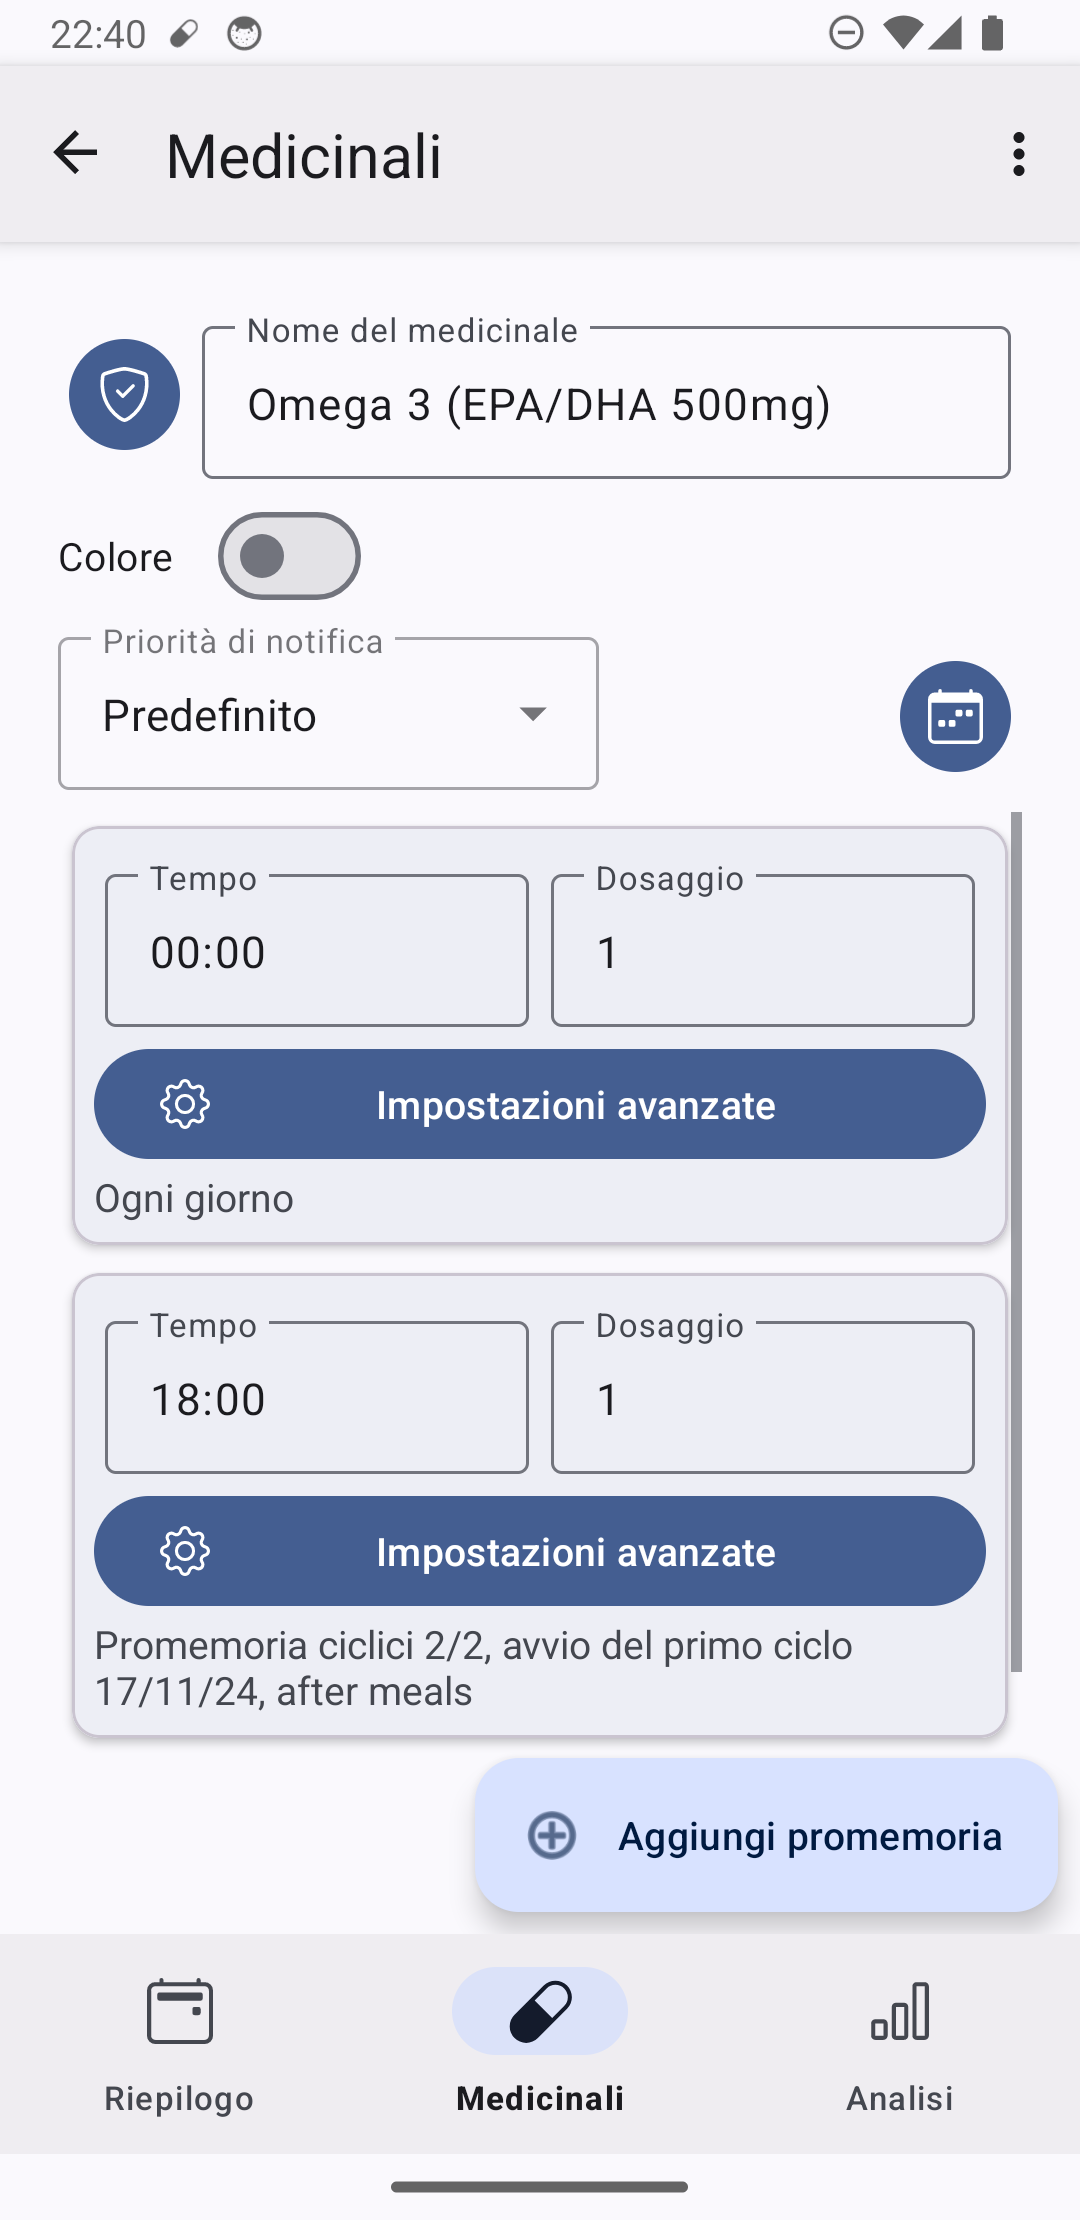 22:40
Medicinali
Nome del medicinale
Omega 3 (EPA/DHA 500mg)
Colore
Priorità di notifica
Predefinito
Tempo
Dosaggio
00:00
1
Impostazioni avanzate
Ogni giorno
Tempo
Dosaggio
18:00
1
Impostazioni avanzate
Promemoria ciclici 2/2, avvio del primo ciclo
17/11/24, after meals
Aggiungi promemoria
Riepilogo
Medicinali
Analisi